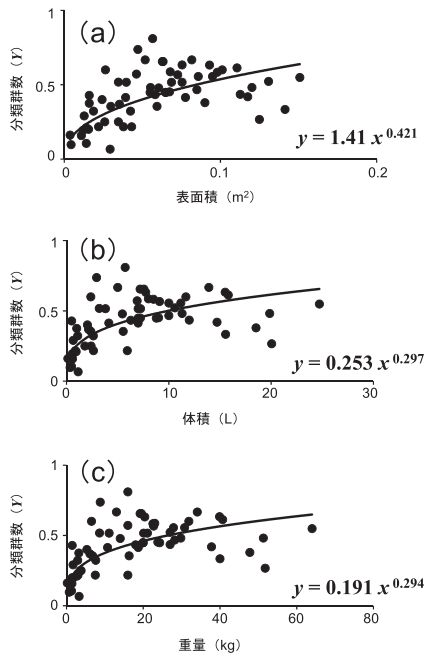 (a)
分類群数 (Y)
1
0.5
0
0
0.1
0.2
y = 1.41 x^0.421
表面積 (m²)
(b)
分類群数 (Y)
1
0.5
0
0
10
20
30
y = 0.253 x^0.297
体積 (L)
(c)
分類群数 (Y)
1
0.5
0
0
20
40
60
80
y = 0.191 x^0.294
重量 (kg)